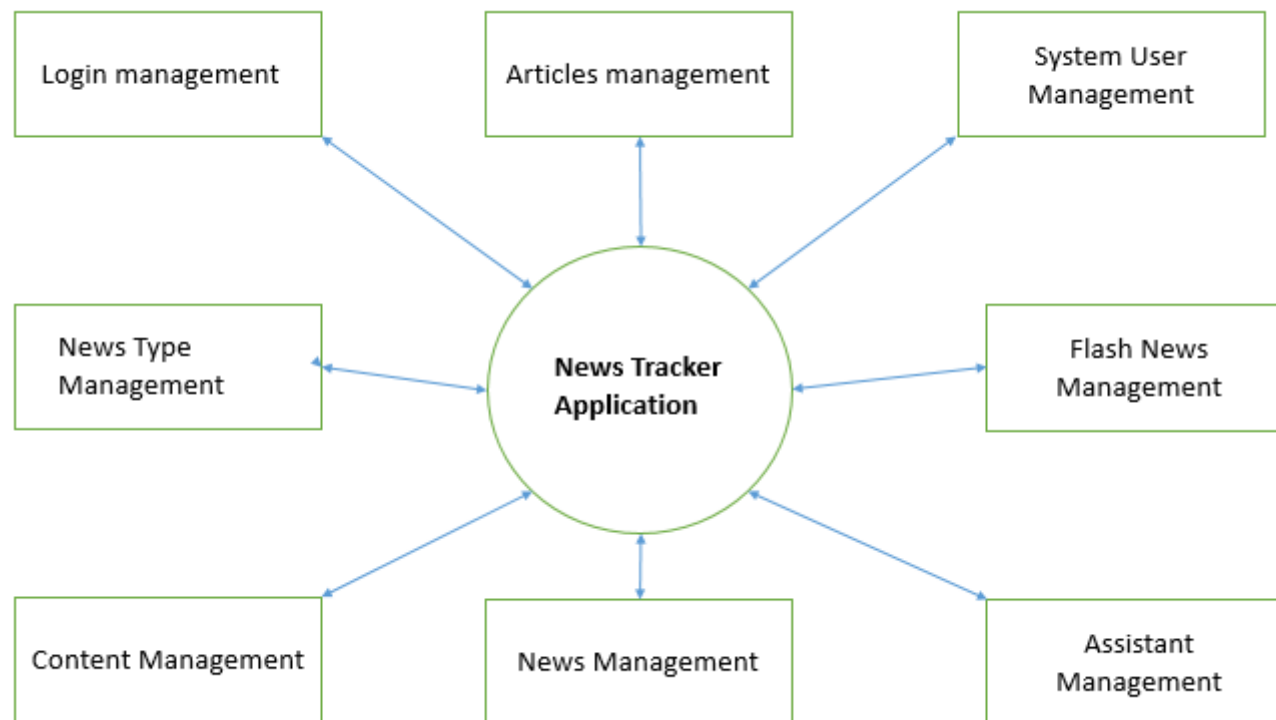 Login management
Articles management
System User
Management
News Type
Management
News Tracker
Application
Flash News
Management
Content Management
News Management
Assistant
Management